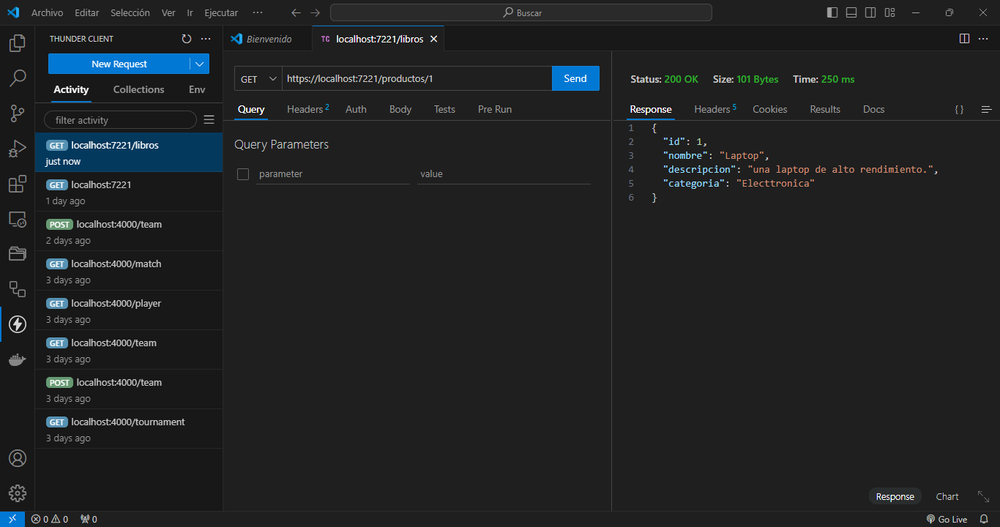 Archivo Editar Selección Ver Ir Ejecutar ··· Buscar
THUNDER CLIENT ···
New Request
Activity Collections Env
filter activity
GET localhost:7221/libros
just now
GET localhost:7221
1 day ago
POST localhost:4000/team
2 days ago
GET localhost:4000/match
3 days ago
GET localhost:4000/player
3 days ago
GET localhost:4000/team
3 days ago
POST localhost:4000/team
3 days ago
GET localhost:4000/tournament
3 days ago
Bienvenido TC localhost:7221/libros
GET https://localhost:7221/productos/1 Send
Query Headers 2 Auth Body Tests Pre Run
Query Parameters
parameter value
Status: 200 OK Size: 101 Bytes Time: 250 ms
Response Headers 5 Cookies Results Docs { }
1 {
2 "id": 1,
3 "nombre": "Laptop",
4 "descripcion": "una laptop de alto rendimiento.",
5 "categoria": "Electtronica"
6 }
Response Chart
0 0 0 Go Live